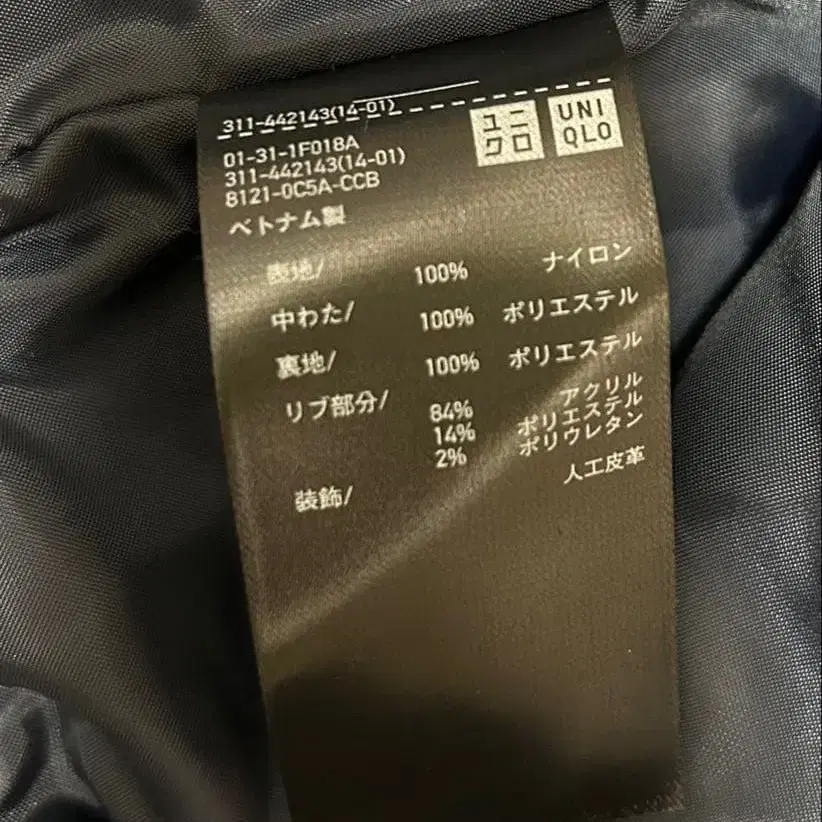 311-442143(14-01)
ユニ
クロ
UNI
QLO
01-31-1F018A
311-442143(14-01)
8121-0C5A-CCB
ベトナム製
表地/ 100% ナイロン
中わた/ 100% ポリエステル
裏地/ 100% ポリエステル
リブ部分/ 84% アクリル
14% ポリエステル
2% ポリウレタン
装飾/ 人工皮革